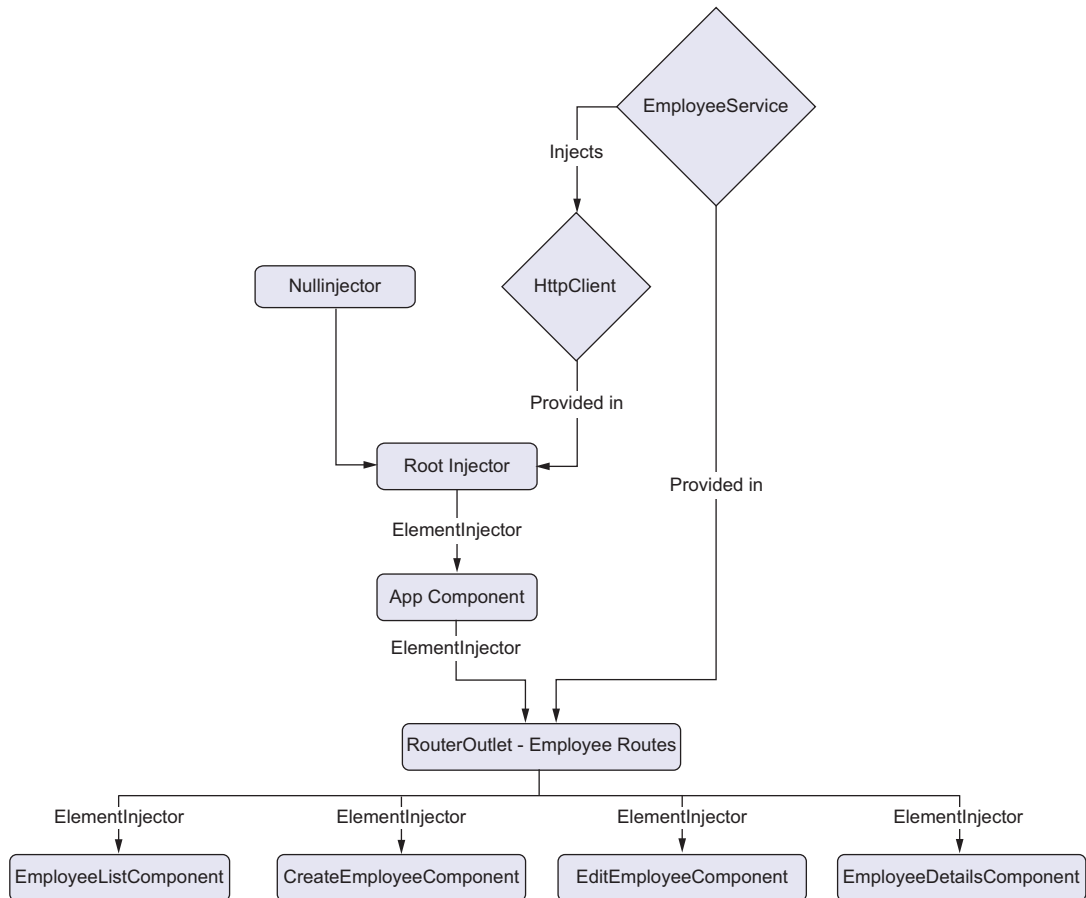 EmployeeService
Injects
Nullinjector
HttpClient
Provided in
Root Injector
Provided in
ElementInjector
App Component
ElementInjector
RouterOutlet - Employee Routes
ElementInjector
ElementInjector
ElementInjector
ElementInjector
EmployeeListComponent
CreateEmployeeComponent
EditEmployeeComponent
EmployeeDetailsComponent